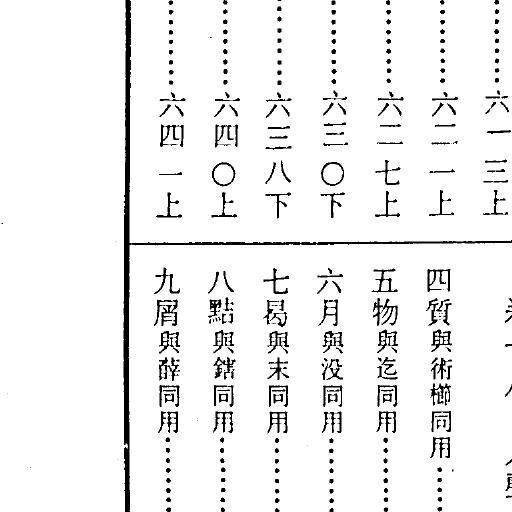 ……六一三上
……六二一上
……六二七上
……六三〇下
……六三八下
……六四〇上
……六四一上
四質與術櫛同用……
五物與迄同用……
六月與没同用……
七曷與末同用……
八黠與鎋同用……
九屑與薛同用……